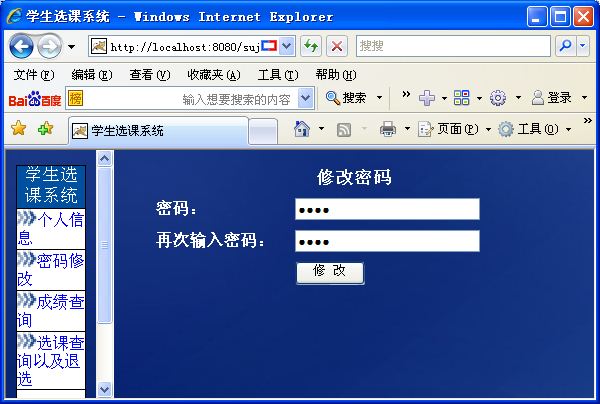 学生选课系统 - Windows Internet Explorer
http://localhost:8080/suj
搜搜
文件(F) 编辑(E) 查看(V) 收藏夹(A) 工具(T) 帮助(H)
Bai百度 榜 输入想要搜索的内容 搜索 登录
学生选课系统 页面(P) 工具(O)
学生选
课系统
个人信
息
密码修
改
成绩查
询
选课查
询以及退
选
修改密码
密码:
再次输入密码:
修 改